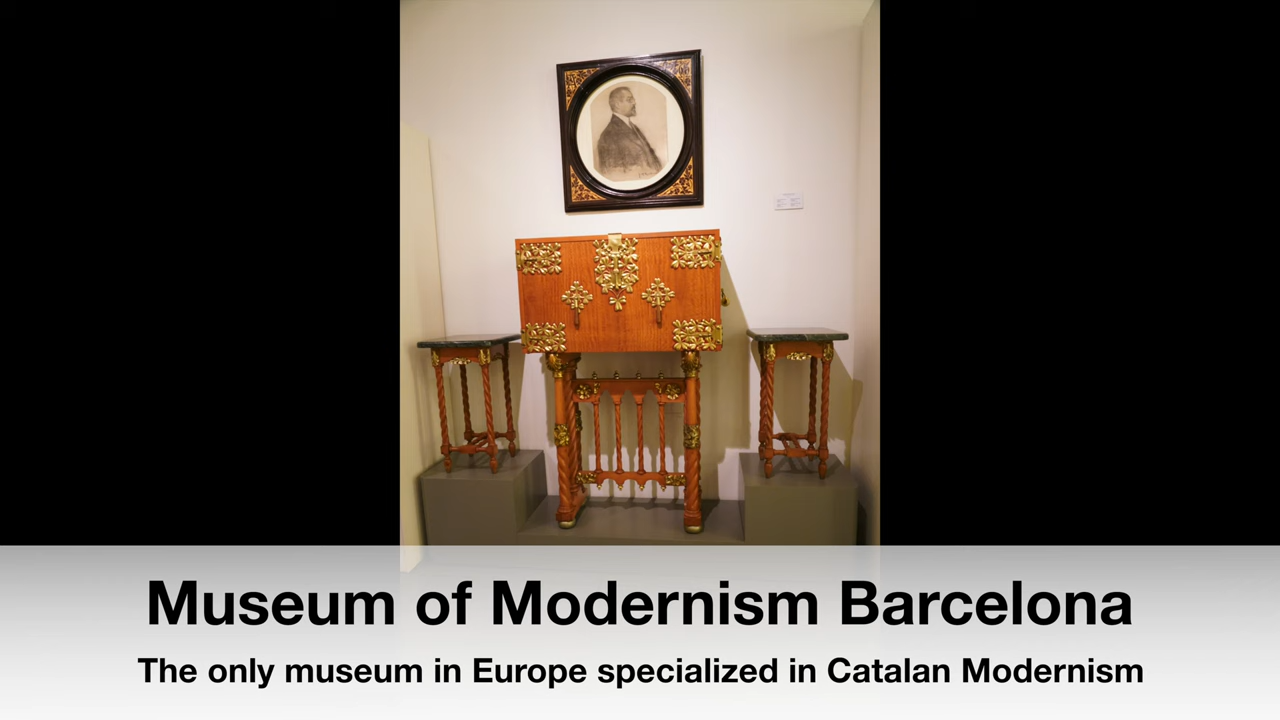 Museum of Modernism Barcelona
The only museum in Europe specialized in Catalan Modernism